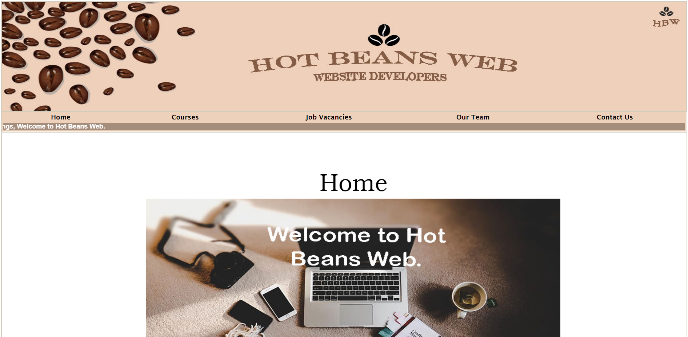 HBW
HOT BEANS WEB
WEBSITE DEVELOPERS
Home Courses Job Vacancies Our Team Contact Us
ngs, Welcome to Hot Beans Web.
Home
Welcome to Hot
Beans Web.